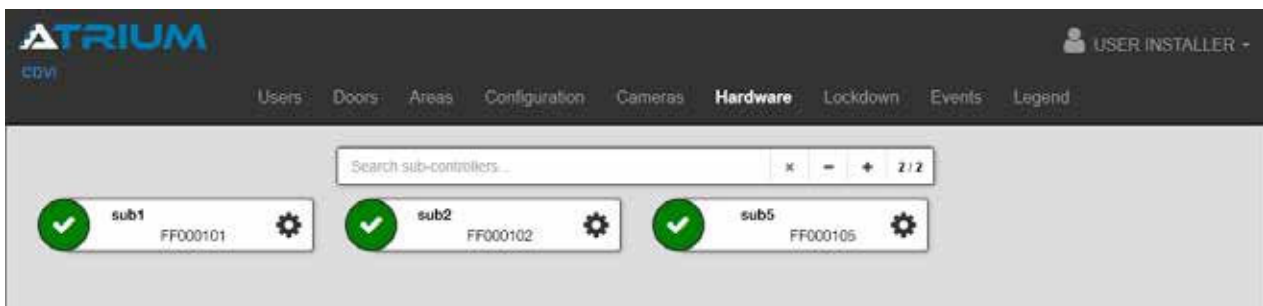 ATRIUM
CDVI
USER INSTALLER
Users Doors Areas Configuration Cameras Hardware Lockdown Events Legend
Search sub-controllers... × − + 2/2
sub1 sub2 sub5
FF000101 FF000102 FF000105